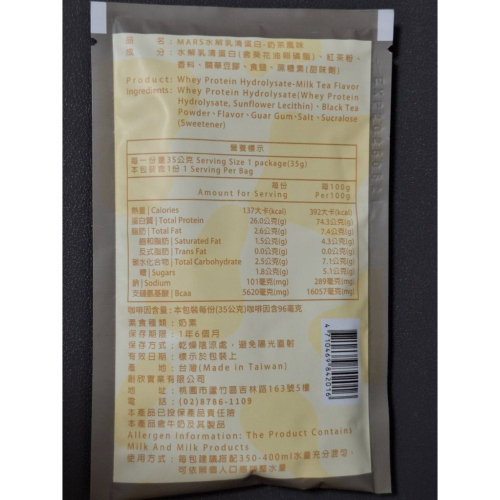 品名：MARS水解乳清蛋白-奶茶風味
成分：水解乳清蛋白(含葵花油卵磷脂)、紅茶粉、
香料、關華豆膠、食鹽、蔗糖素(甜味劑)
Product: Whey Protein Hydrolysate-Milk Tea Flavor
ingredients: Whey Protein Hydrolysate(Whey Protein
Hydrolysate, Sunflower Lecithin)、Black Tea
Powder、Flavor、Guar Gum、Salt、Sucralose
(Sweetener)
營養標示
每一份量35公克 Serving Size 1 package(35g)
本包裝含1份 1 Serving Per Bag
每份 每100g
Amount for Serving Per100g
熱量| Calories 137大卡(kcal) 392大卡(kcal)
蛋白質| Total Protein 26.0公克(g) 74.3公克(g)
脂肪| Total Fat 2.6公克(g) 7.4公克(g)
飽和脂肪| Saturated Fat 1.5公克(g) 4.3公克(g)
反式脂肪| Trans Fat 0.0公克(g) 0.0公克(g)
碳水化合物| Total Carbohydrate 2.5公克(g) 7.1公克(g)
糖| Sugars 1.8公克(g) 5.1公克(g)
鈉| Sodium 101毫克(mg) 289毫克(mg)
支鏈胺基酸| Bcaa 5620毫克(mg) 16057毫克(mg)
咖啡因含量：本包裝每份(35公克)咖啡因含96毫克
素食種類：奶素
保存期限：1年6個月
保存方式：乾燥陰涼處，避免陽光直射
有效日期：標示於包裝上
產地：台灣(Made in Taiwan)
創欣實業有限公司
地址：桃園市蘆竹區吉林路163號5樓
電話：(02)8786-1109
本產品已投保產品責任險
本產品含牛奶及其製品
Allergen Information: The Product Contains
Milk And Milk Products
使用方式：每包建議搭配350-400ml水量充分混勻，
可依照個人口感調整水量
4710469842016